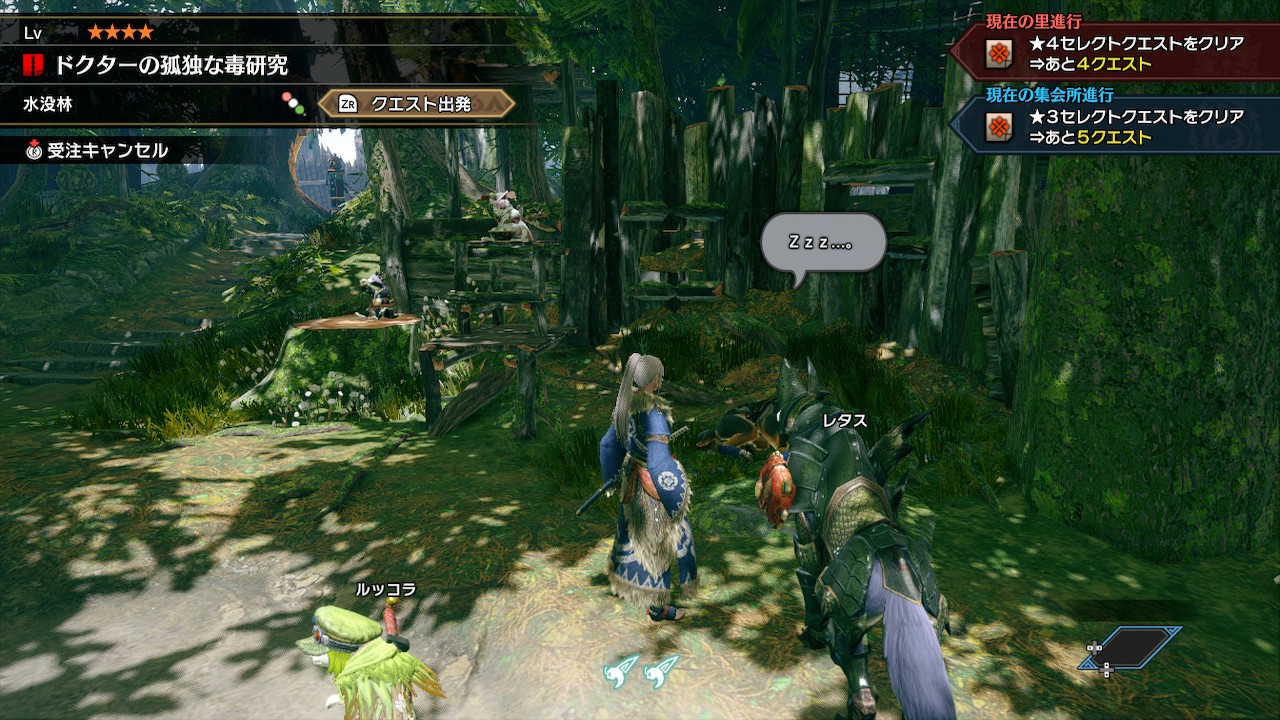 Lv ★★★★
ドクターの孤独な毒研究
水没林
ZR クエスト出発
R 受注キャンセル
現在の里進行
★4セレクトクエストをクリア
⇒あと4クエスト
現在の集会所進行
★3セレクトクエストをクリア
⇒あと5クエスト
Zzz…。
レタス
ルッコラ